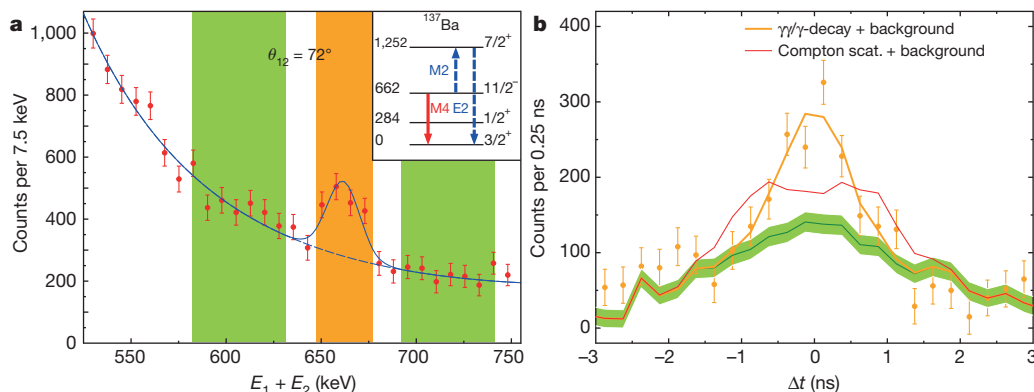 a
Counts per 7.5 keV
1,000
800
600
400
200
0
550
600
650
700
750
E₁ + E₂ (keV)
θ₁₂ = 72°
¹³⁷Ba
1,252
7/2⁺
M2
662
11/2⁻
M4
E2
284
1/2⁺
0
3/2⁺
b
γγ/γ-decay + background
Compton scat. + background
Counts per 0.25 ns
400
300
200
100
0
−3
−2
−1
0
1
2
3
Δt (ns)